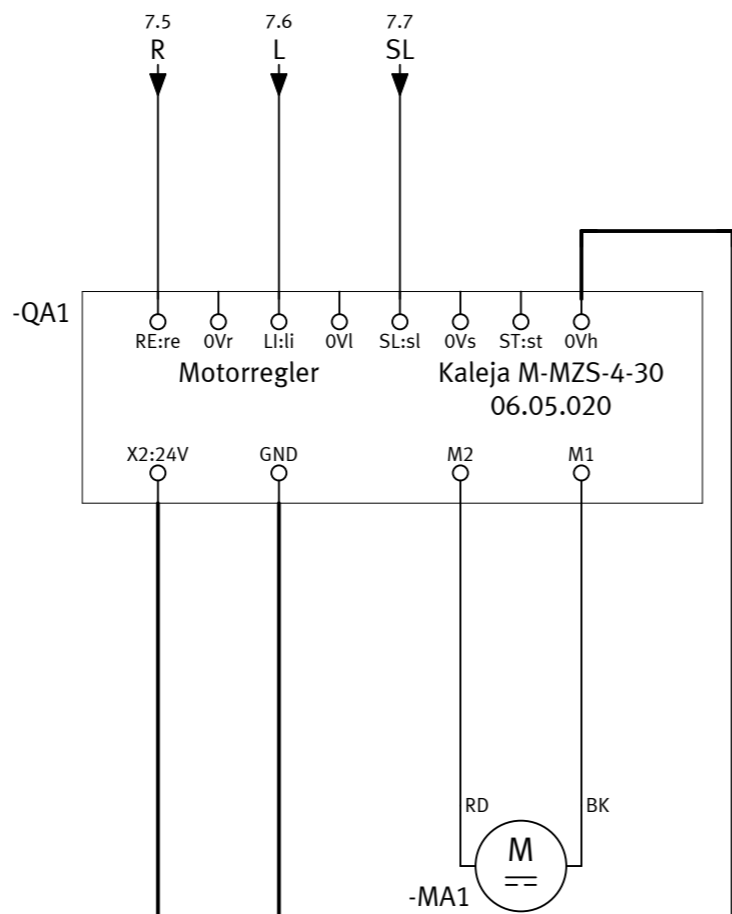 7.5 7.6 7.7
R L SL
-QA1
RE:re 0Vr LI:li 0Vl SL:sl 0Vs ST:st 0Vh
Motorregler Kaleja M-MZS-4-30
06.05.020
X2:24V GND M2 M1
RD BK
M
-MA1